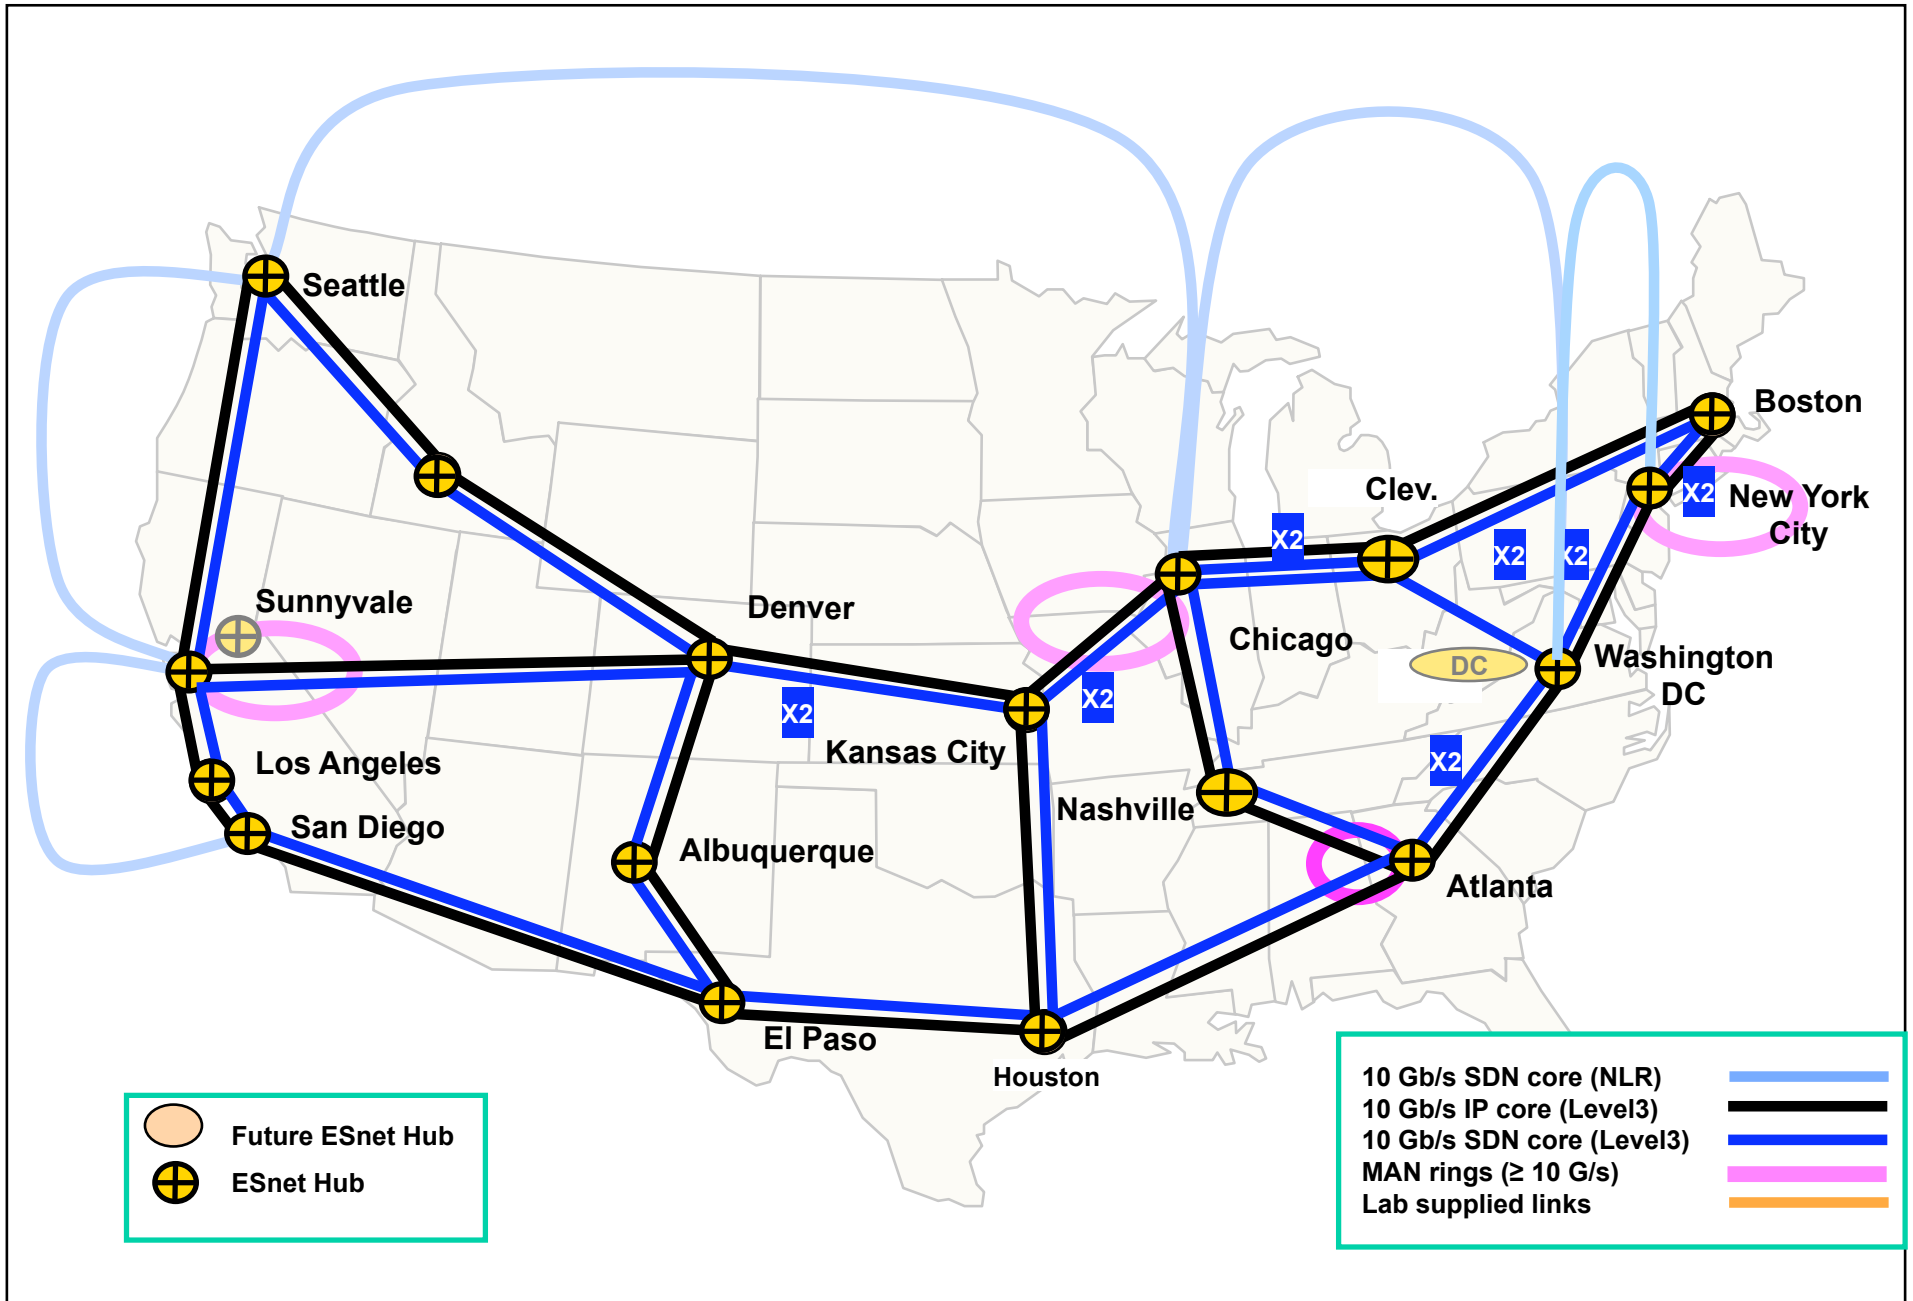 Seattle
Boston
Clev.
X2
New York
City
X2
X2
X2
Sunnyvale
Denver
Chicago
DC
Washington
DC
X2
X2
Kansas City
X2
Los Angeles
San Diego
Nashville
Albuquerque
Atlanta
El Paso
Houston
Future ESnet Hub
ESnet Hub
10 Gb/s SDN core (NLR)
10 Gb/s IP core (Level3)
10 Gb/s SDN core (Level3)
MAN rings (≥ 10 G/s)
Lab supplied links